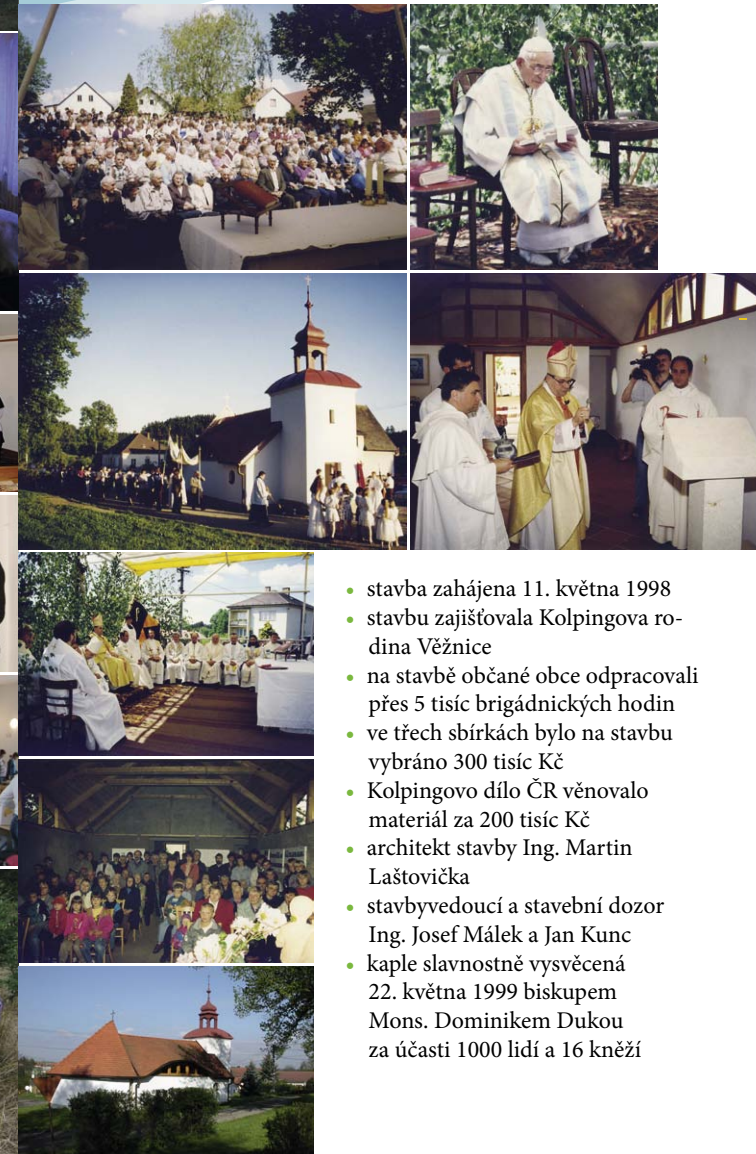 • stavba zahájena 11. května 1998
• stavbu zajišťovala Kolpingova ro-
dina Věžnice
• na stavbě občané obce odpracovali
přes 5 tisíc brigádnických hodin
• ve třech sbírkách bylo na stavbu
vybráno 300 tisíc Kč
• Kolpingovo dílo ČR věnovalo
materiál za 200 tisíc Kč
• architekt stavby Ing. Martin
Laštovička
• stavbyvedoucí a stavební dozor
Ing. Josef Málek a Jan Kunc
• kaple slavnostně vysvěcená
22. května 1999 biskupem
Mons. Dominikem Dukou
za účasti 1000 lidí a 16 kněží